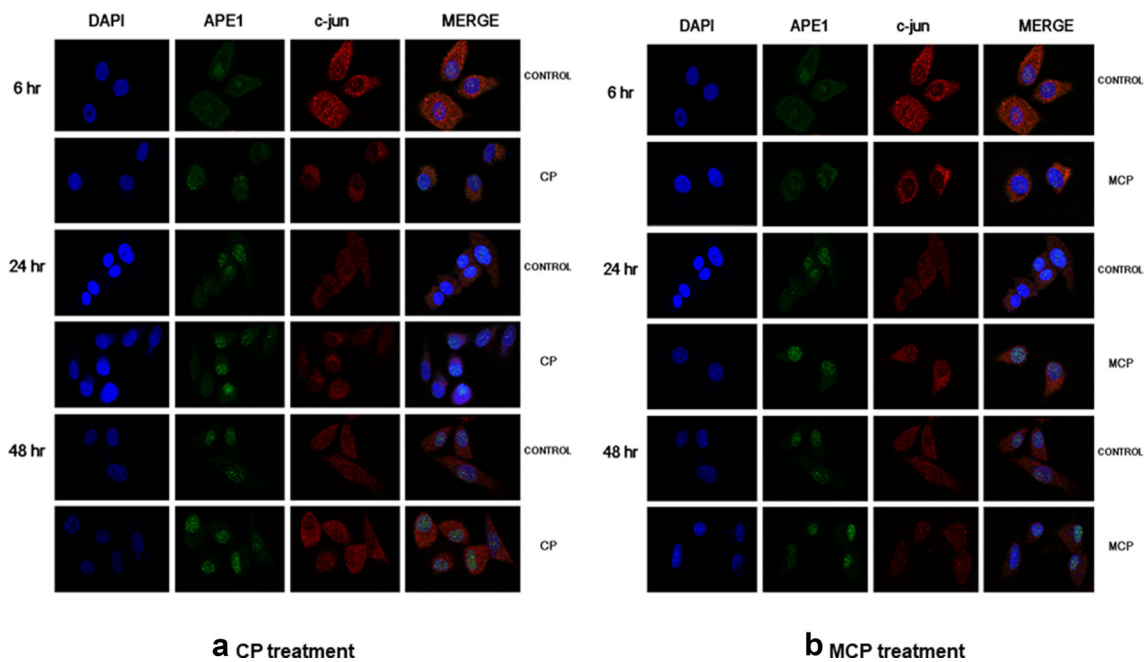 DAPI APE1 c-jun MERGE
6 hr CONTROL
CP
24 hr CONTROL
CP
48 hr CONTROL
CP
a CP treatment
DAPI APE1 c-jun MERGE
6 hr CONTROL
MCP
24 hr CONTROL
MCP
48 hr CONTROL
MCP
b MCP treatment